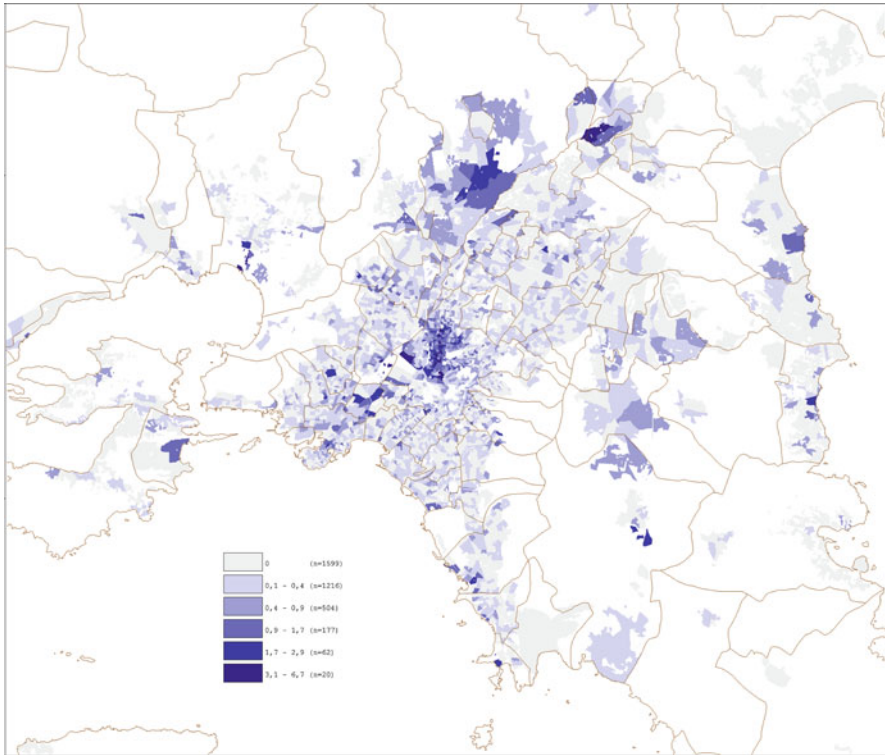 0 (n=1599)
0,1 - 0,4 (n=1216)
0,4 - 0,9 (n=504)
0,9 - 1,7 (n=177)
1,7 - 2,9 (n=62)
3,1 - 6,7 (n=20)